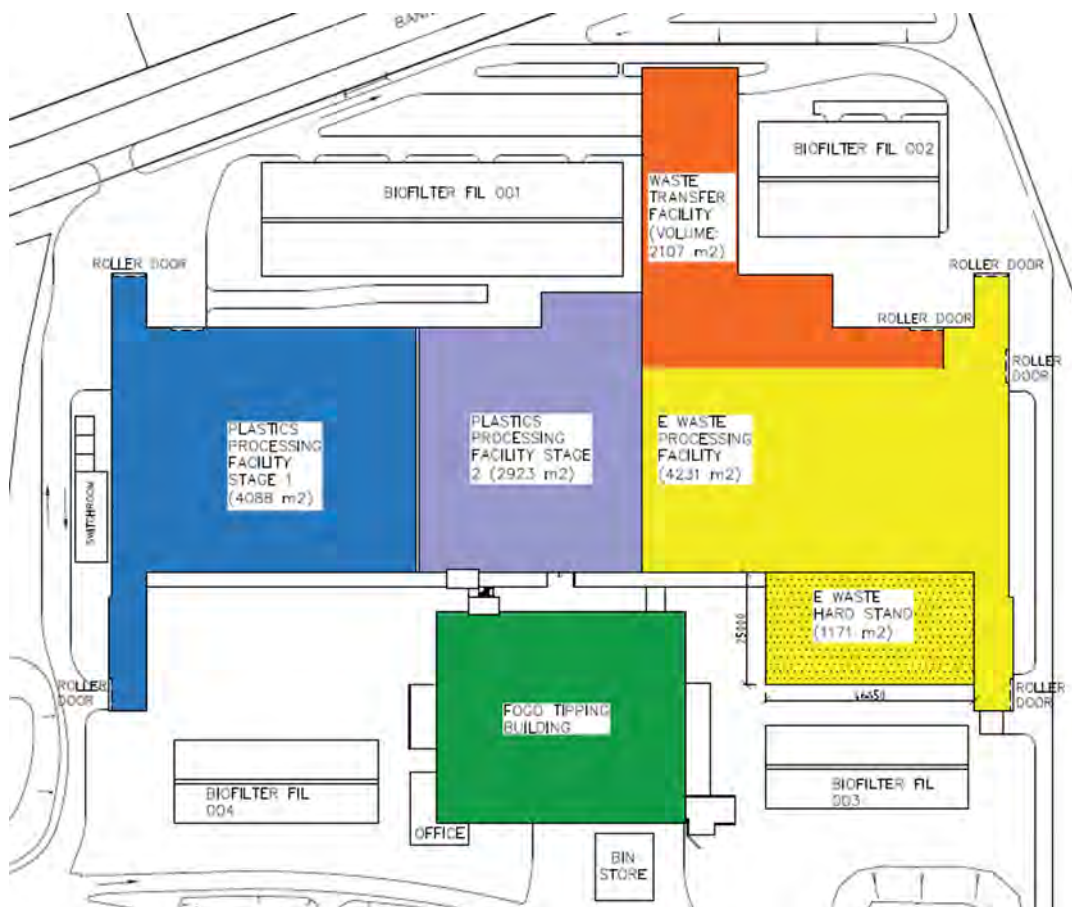 BANK
BIOFILTER FIL 002
BIOFILTER FIL 001
WASTE
TRANSFER
FACILITY
(VOLUME:
2107 m2)
ROLLER DOOR
ROLLER DOOR
ROLLER DOOR
ROLLER
DOOR
PLASTICS
PROCESSING
FACILITY
STAGE 1
(4088 m2)
PLASTICS
PROCESSING
FACILITY STAGE
2 (2923 m2)
E WASTE
PROCESSING
FACILITY
(4231 m2)
SWITCHROOM
E WASTE
HARD STAND
(1171 m2)
25000
46850
ROLLER
DOOR
ROLLER
DOOR
FOGO TIPPING
BUILDING
BIOFILTER FIL
004
BIOFILTER FIL
003
OFFICE
BIN
STORE